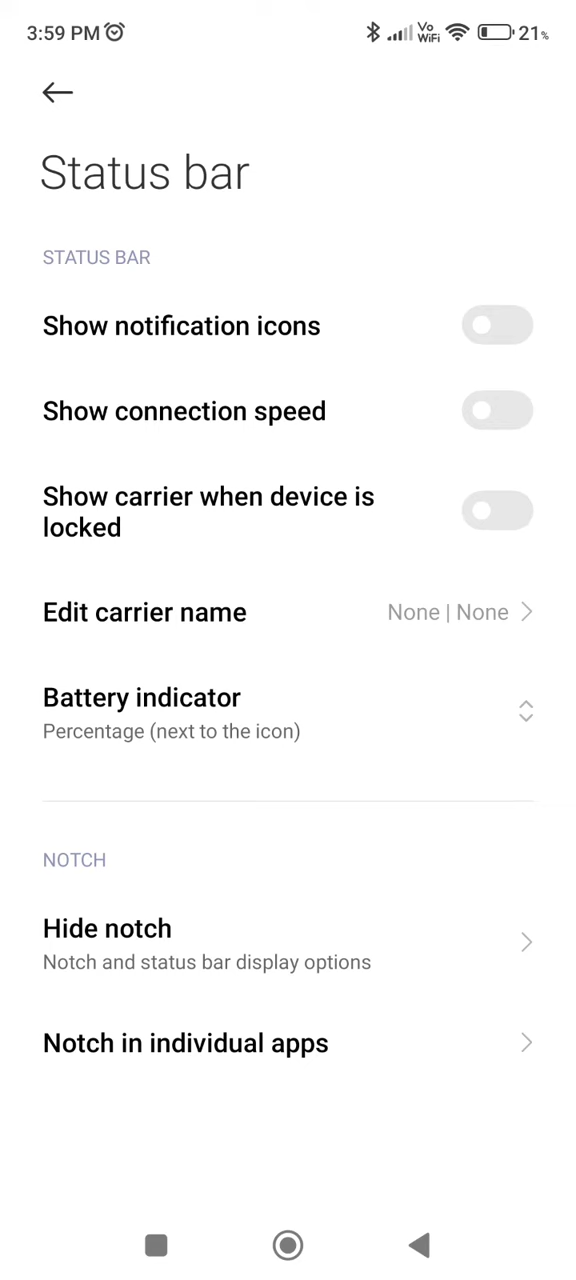 3:59 PM
Vo
WiFi
21%
Status bar
STATUS BAR
Show notification icons
Show connection speed
Show carrier when device is
locked
Edit carrier name
None | None
Battery indicator
Percentage (next to the icon)
NOTCH
Hide notch
Notch and status bar display options
Notch in individual apps